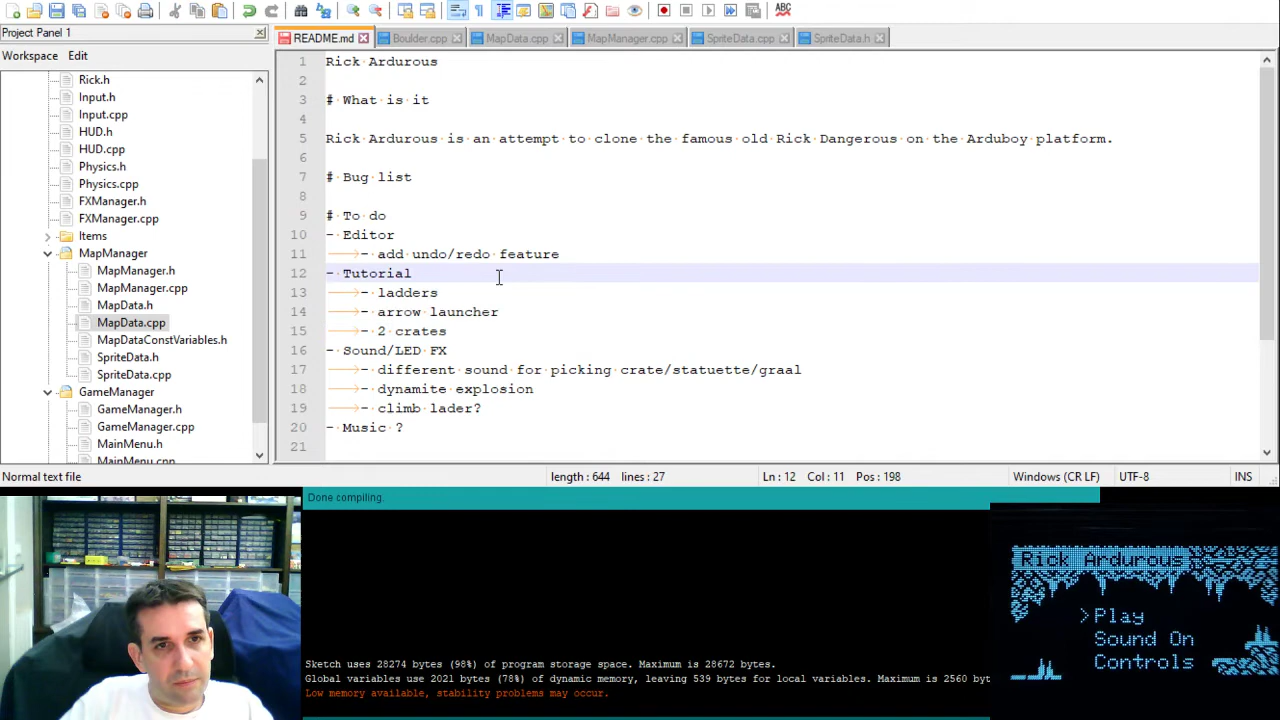 ABC
Project Panel 1
README.md Boulder.cpp MapData.cpp MapManager.cpp SpriteData.cpp SpriteData.h
Workspace Edit
Rick.h
Input.h
Input.cpp
HUD.h
HUD.cpp
Physics.h
Physics.cpp
FXManager.h
FXManager.cpp
Items
MapManager
MapManager.h
MapManager.cpp
MapData.h
MapData.cpp
MapDataConstVariables.h
SpriteData.h
SpriteData.cpp
GameManager
GameManager.h
GameManager.cpp
MainMenu.h
MainMenu.cpp
1 Rick Ardurous
2
3 # What is it
4
5 Rick Ardurous is an attempt to clone the famous old Rick Dangerous on the Arduboy platform.
6
7 # Bug list
8
9 # To do
10 - Editor
11 - add undo/redo feature
12 - Tutorial
13 - ladders
14 - arrow launcher
15 - 2 crates
16 - Sound/LED FX
17 - different sound for picking crate/statuette/graal
18 - dynamite explosion
19 - climb lader?
20 - Music ?
21
Normal text file length : 644 lines : 27 Ln : 12 Col : 11 Pos : 198 Windows (CR LF) UTF-8 INS
Done compiling.
Sketch uses 28274 bytes (98%) of program storage space. Maximum is 28672 bytes.
Global variables use 2021 bytes (78%) of dynamic memory, leaving 539 bytes for local variables. Maximum is 2560 byt
Low memory available, stability problems may occur.
Rick Ardurous
>Play
Sound On
Controls